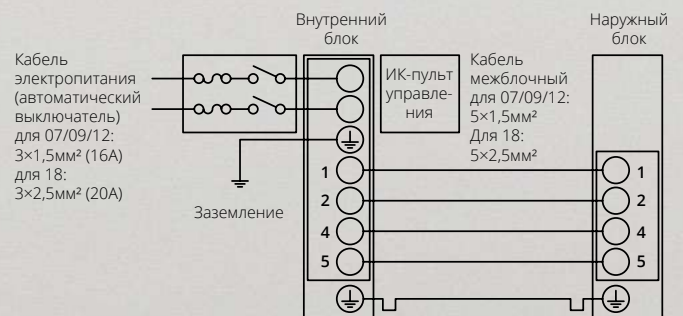 Внутренний
блок
Наружный
блок
Кабель
электропитания
(автоматический
выключатель)
для 07/09/12:
3×1,5мм² (16А)
для 18:
3×2,5мм² (20А)
ИК-пульт
управле-
ния
Кабель
межблочный
для 07/09/12:
5×1,5мм²
Для 18:
5×2,5мм²
Заземление
1
2
4
5
1
2
4
5